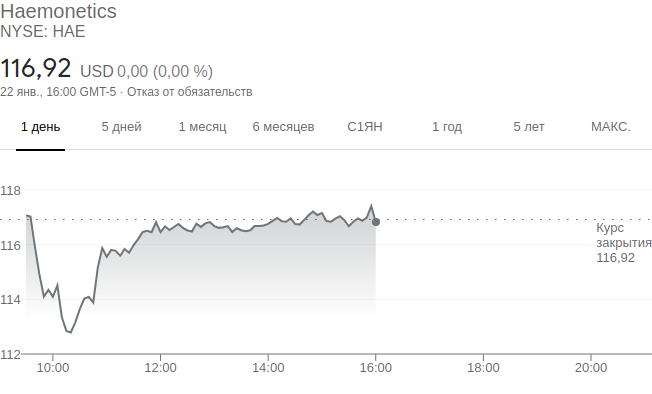 Haemonetics
NYSE: HAE
116,92 USD 0,00 (0,00 %)
22 янв., 16:00 GMT-5 · Отказ от обязательств
1 день 5 дней 1 месяц 6 месяцев С1ЯН 1 год 5 лет МАКС.
118
116
114
112
Курс
закрытия
116,92
10:00 12:00 14:00 16:00 18:00 20:00